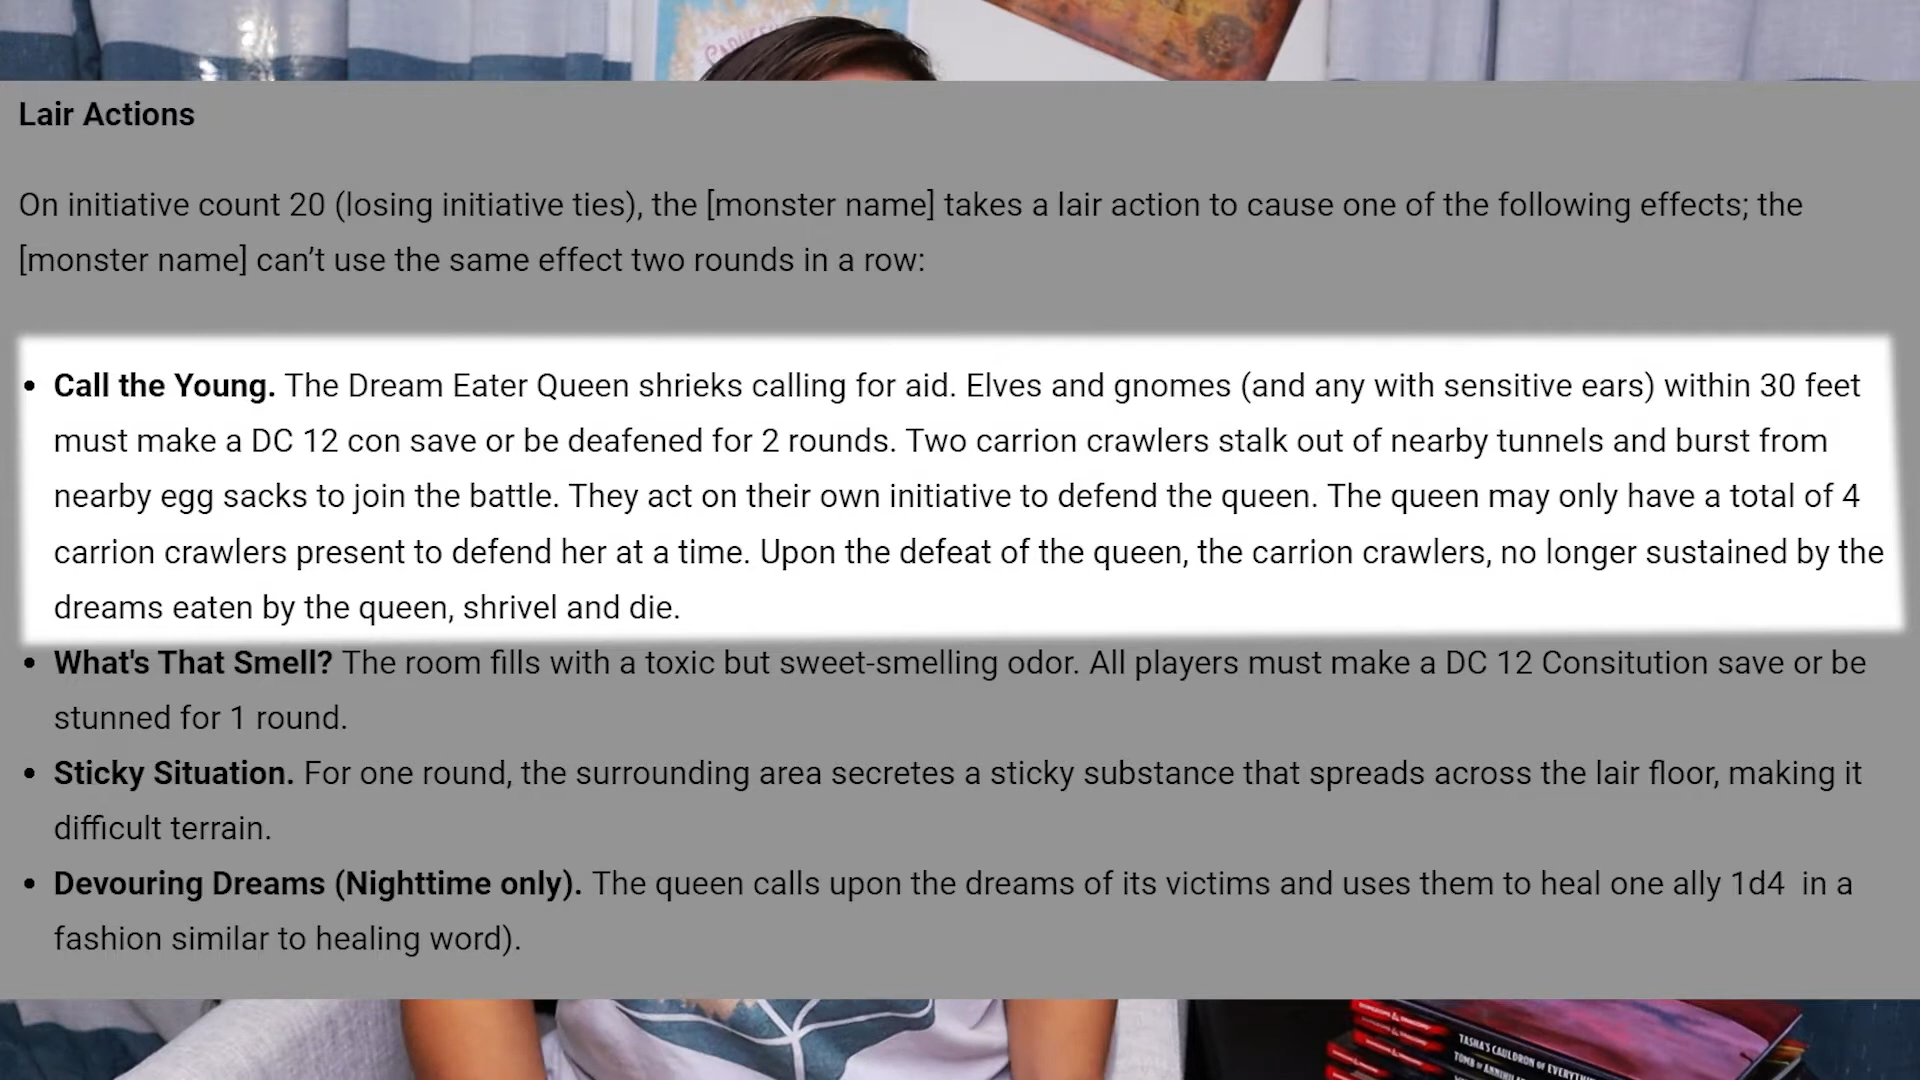 Lair Actions
On initiative count 20 (losing initiative ties), the [monster name] takes a lair action to cause one of the following effects; the
[monster name] can’t use the same effect two rounds in a row:
• Call the Young. The Dream Eater Queen shrieks calling for aid. Elves and gnomes (and any with sensitive ears) within 30 feet
must make a DC 12 con save or be deafened for 2 rounds. Two carrion crawlers stalk out of nearby tunnels and burst from
nearby egg sacks to join the battle. They act on their own initiative to defend the queen. The queen may only have a total of 4
carrion crawlers present to defend her at a time. Upon the defeat of the queen, the carrion crawlers, no longer sustained by the
dreams eaten by the queen, shrivel and die.
• What's That Smell? The room fills with a toxic but sweet-smelling odor. All players must make a DC 12 Consitution save or be
stunned for 1 round.
• Sticky Situation. For one round, the surrounding area secretes a sticky substance that spreads across the lair floor, making it
difficult terrain.
• Devouring Dreams (Nighttime only). The queen calls upon the dreams of its victims and uses them to heal one ally 1d4  in a
fashion similar to healing word).
TASHA'S CAULDRON OF EVERYTHI
TOMB OF ANNIHILA